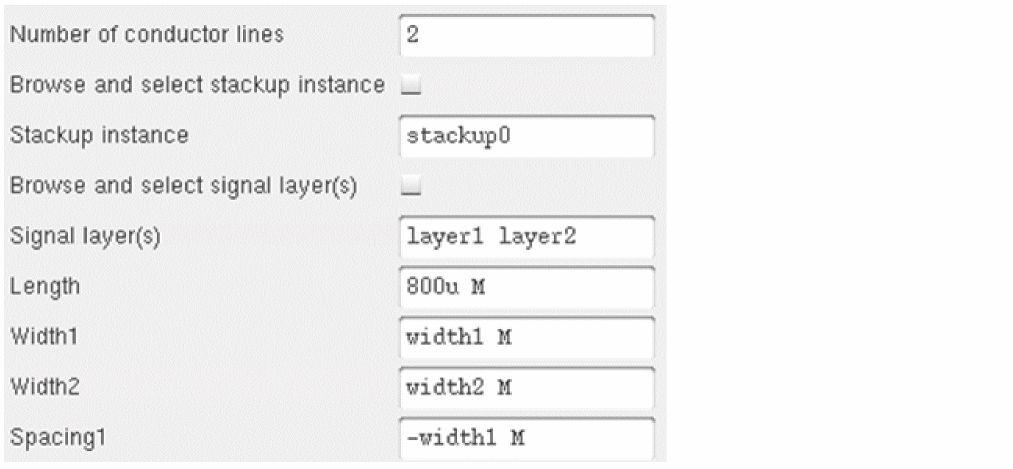 Number of conductor lines 2
Browse and select stackup instance
Stackup instance stackup0
Browse and select signal layer(s)
Signal layer(s) layer1 layer2
Length 800u M
Width1 width1 M
Width2 width2 M
Spacing1 -width1 M